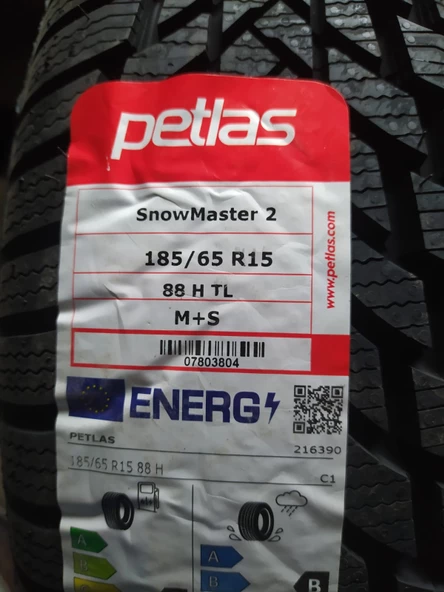 petlas
SnowMaster 2
185/65 R15
88 H TL
M+S
07803804
www.petlas.com
ENERG
PETLAS
216390
185/65 R15 88 H
C1
A
B
A
B
B